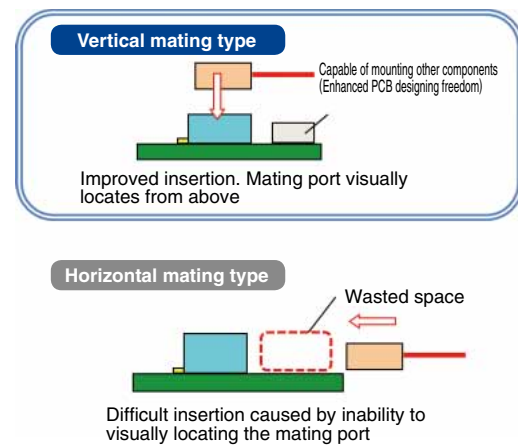 Vertical mating type
Capable of mounting other components
(Enhanced PCB designing freedom)
Improved insertion. Mating port visually
locates from above
Horizontal mating type
Wasted space
Difficult insertion caused by inability to
visually locating the mating port